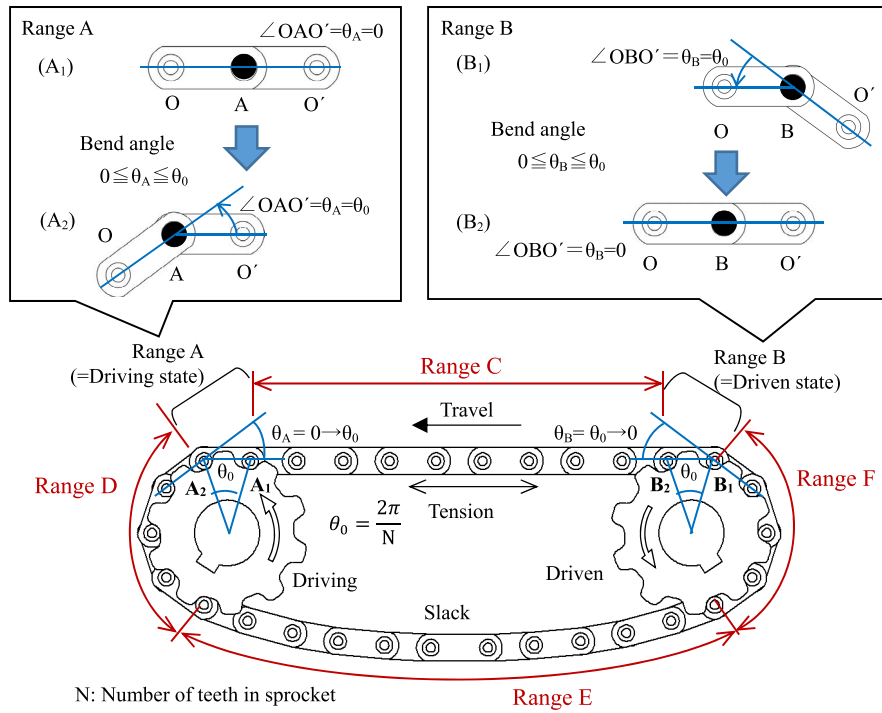 Range A
∠OAO´=θA=0
(A1)
O
A
O´
Bend angle
0≦θA≦θ0
(A2)
∠OAO´=θA=θ0
O
A
O´
Range B
(B1)
∠OBO´=θB=θ0
O´
O
B
Bend angle
0≦θB≦θ0
(B2)
∠OBO´＝θB=0
O
B
O´
Range A
(=Driving state)
Range C
Range B
(=Driven state)
Travel
θA= 0→θ0
θB= θ0→0
Range D
θ0
A2
A1
B2
θ0
B1
Range F
Tension
θ0 = 2π/N
Driving
Driven
Slack
N: Number of teeth in sprocket
Range E